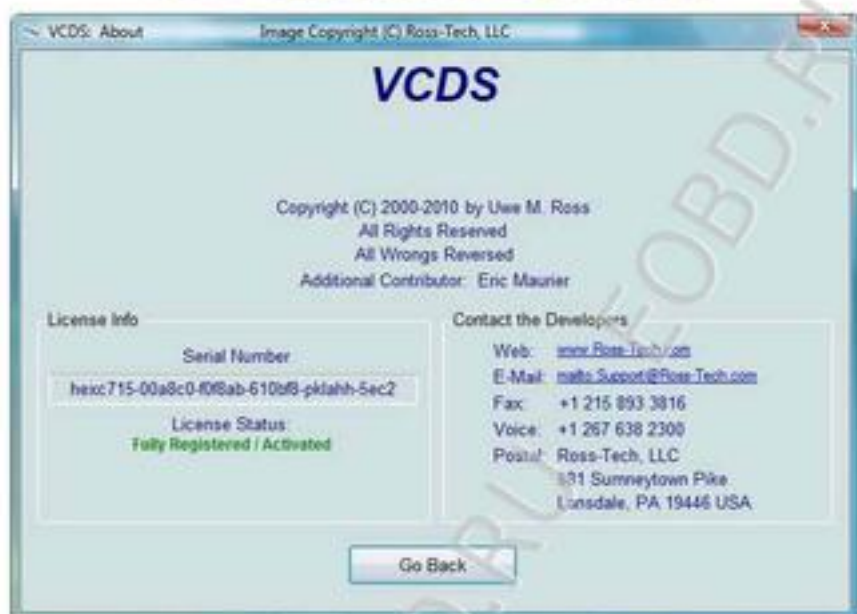 VCDS: About
Image Copyright (C) Ross-Tech, LLC
VCDS
Copyright (C) 2000-2010 by Uwe M. Ross
All Rights Reserved
All Wrongs Reversed
Additional Contributor: Eric Maurier
License Info
Serial Number
hexc715-00a8c0-f0f8ab-610bf8-pklahh-5ec2
License Status:
Fully Registered / Activated
Contact the Developers
Web: www.Ross-Tech.com
E-Mail: mailto:Support@Ross-Tech.com
Fax: +1 215 893 3816
Voice: +1 267 638 2300
Postal: Ross-Tech, LLC
881 Sumneytown Pike
Lansdale, PA 19446 USA
Go Back
EOBD.RU